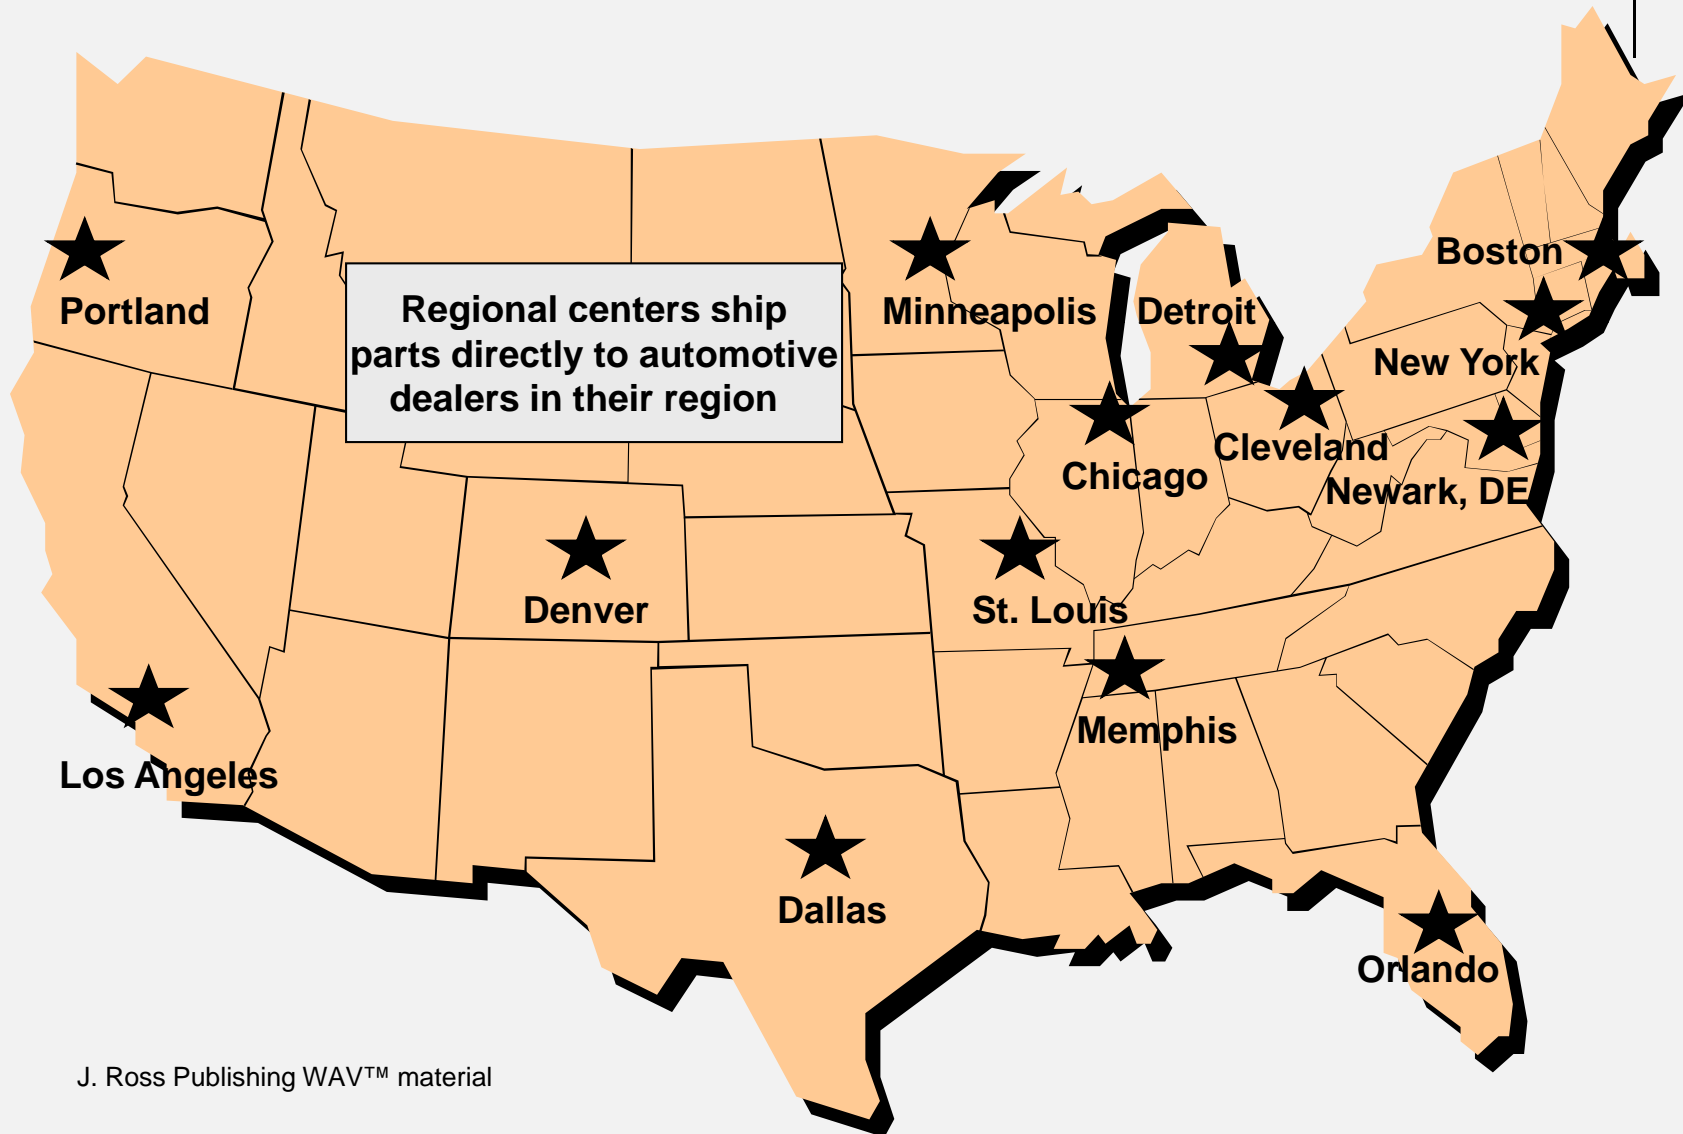 Boston
Portland
Minneapolis
Detroit
Regional centers ship
parts directly to automotive
dealers in their region
New York
Cleveland
Chicago
Newark, DE
Denver
St. Louis
Memphis
Los Angeles
Dallas
Orlando
J. Ross Publishing WAV™ material